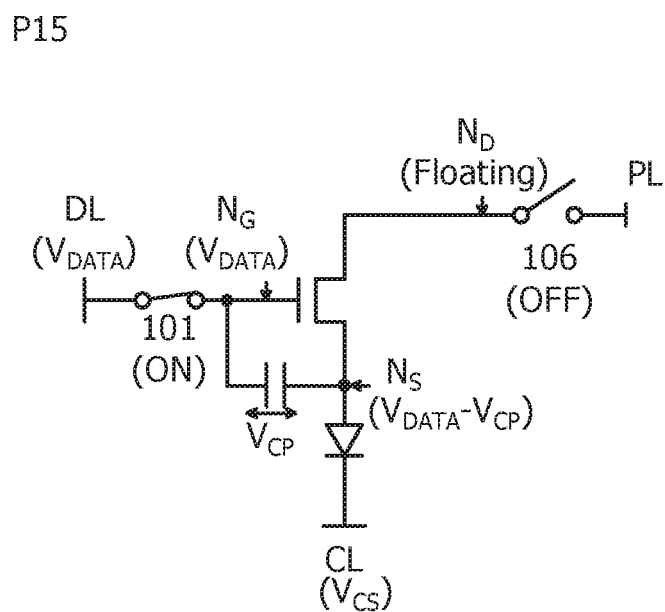 P15
N_D
(Floating)
PL
DL
(V_DATA)
N_G
(V_DATA)
106
(OFF)
101
(ON)
N_S
(V_DATA-V_CP)
V_CP
CL
(V_CS)